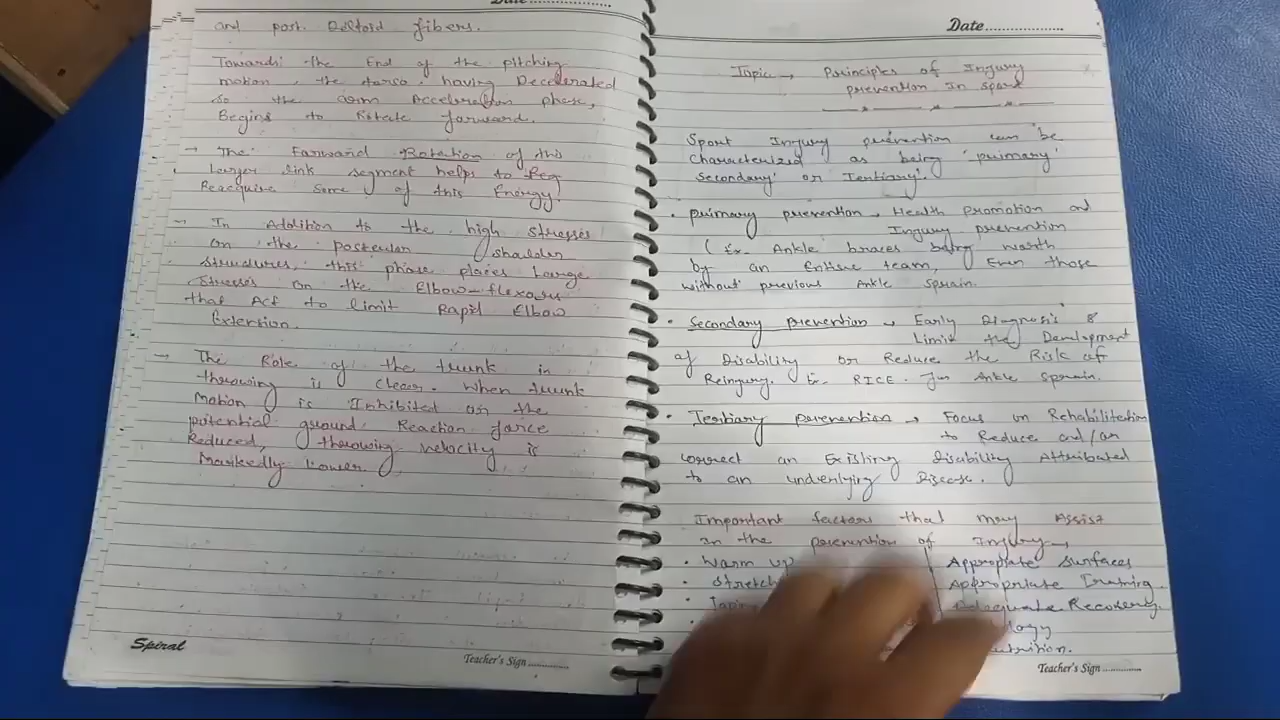 Date..................
and post. Deltoid fibers.
Towards the End of the pitching
motion, the torso having Decelerated
so the arm Acceleration phase,
Begins to Rotate forward.
→ The Forward Rotation of this
Larger link segment helps to Reg
Reacquire some of this Energy.
→ In Addition to the high stresses
on the posterior shoulder
structures, this phase places Large
stresses on the Elbow-flexours
that Act to limit Rapid Elbow
Extention.
→ The Role of the trunk in
throwing is clear. When trunk
Motion is Inhibited or the
potential ground Reaction force
Reduced, throwing velocity is
Markedly Lower
Spiral
Teacher's Sign............
Date...................
Topic → Principles of Injury
prevention In sport
Sport Injury prevention can be
characterized as being 'primary'
Secondary' or Tertiary'.
• primary prevention → Health promotion and
Injury prevention
( Ex. Ankle braces being worth
by an Entire team, Even those
without previous Ankle sprain.
• Secondary prevention → Early Diagnosis &
Limit the Development
of Disability or Reduce the Risk of
Reingury. Ex. RICE. For Ankle Sprain.
• Tertiary prevention → Focus on Rehabilitation
to Reduce and/or
correct an Existing disability Attributed
to an underlying Disease.
Important factors that may Assist
In the prevention of Injury →
• Warm up
Appropriate surfaces
• Stretch
Appropriate Training
• Taping
Adequate Recovery
Teacher's Sign............